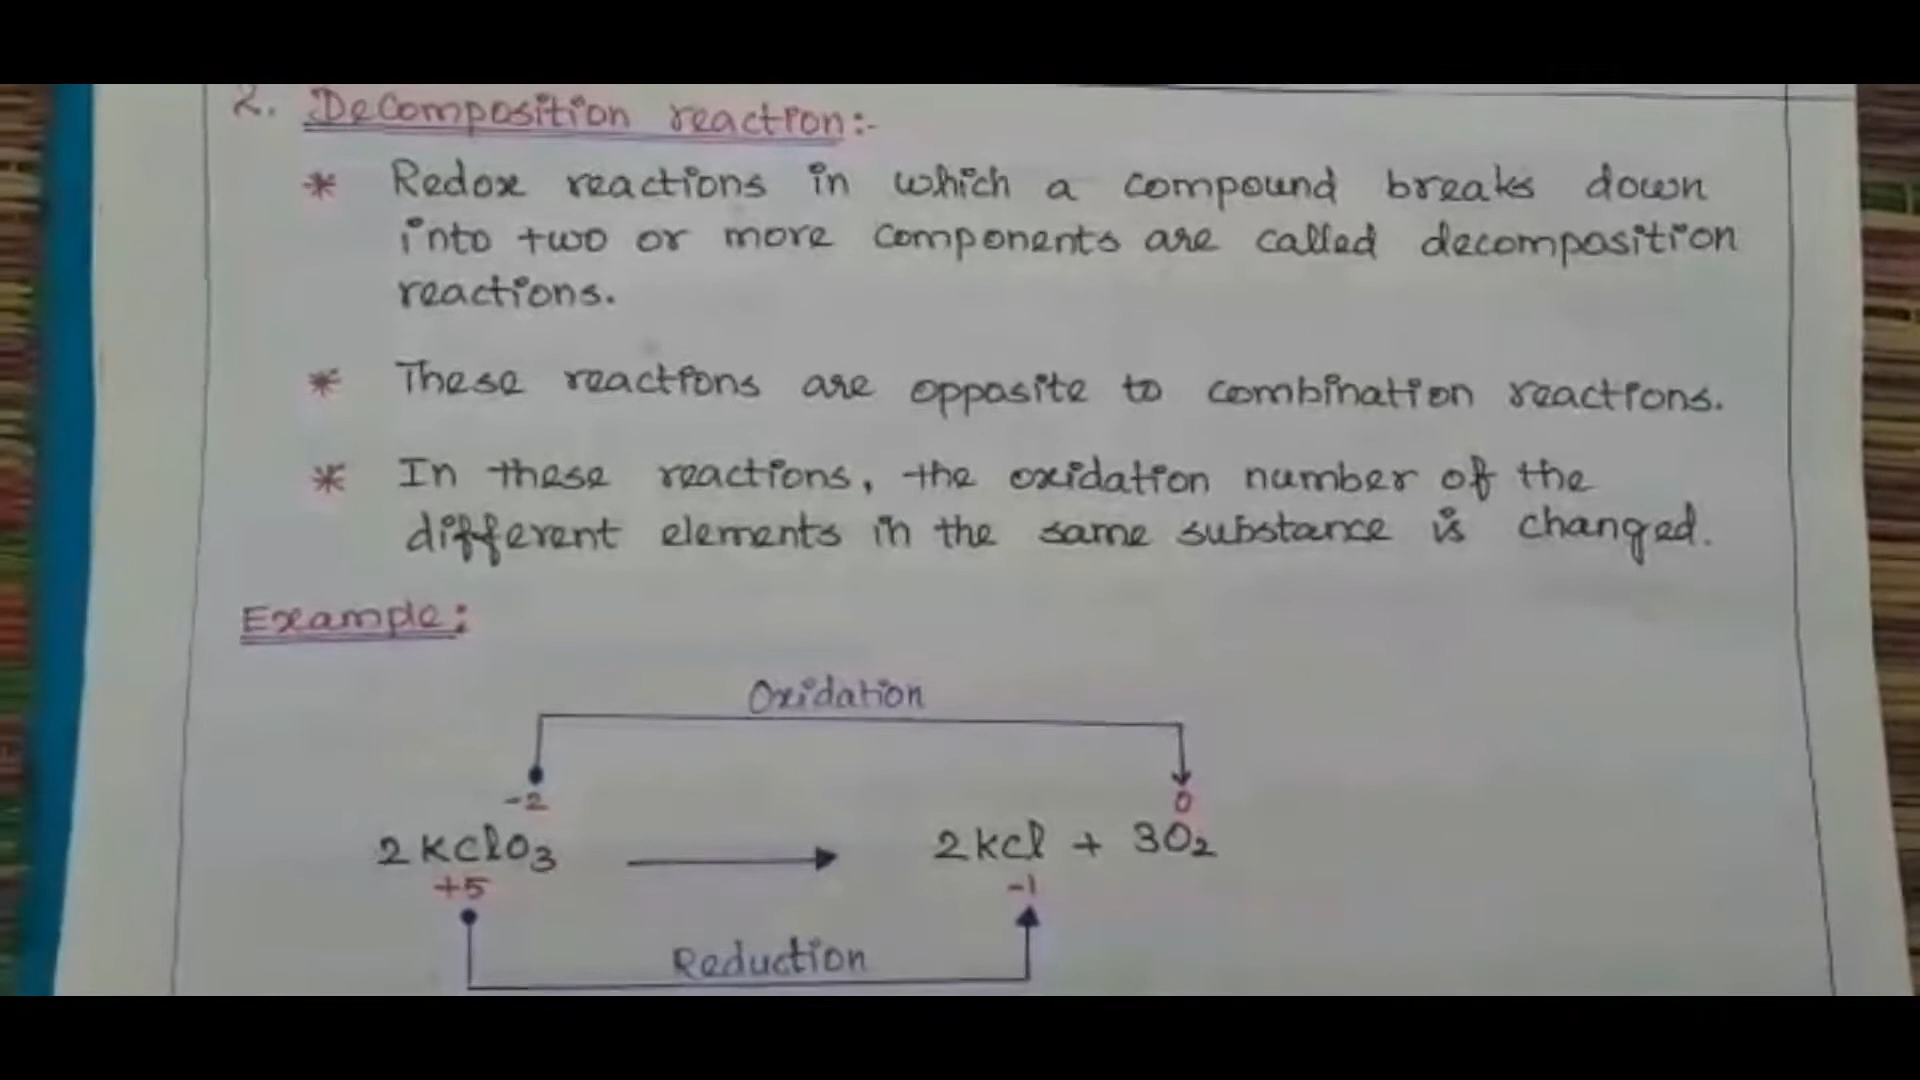 2. Decomposition reaction:-
* Redox reactions in which a compound breaks down
into two or more components are called decomposition
reactions.
* These reactions are opposite to combination reactions.
* In these reactions, the oxidation number of the
different elements in the same substance is changed.
Example:
Oxidation
-2 0
2KClO₃ → 2KCl + 3O₂
+5 -1
Reduction